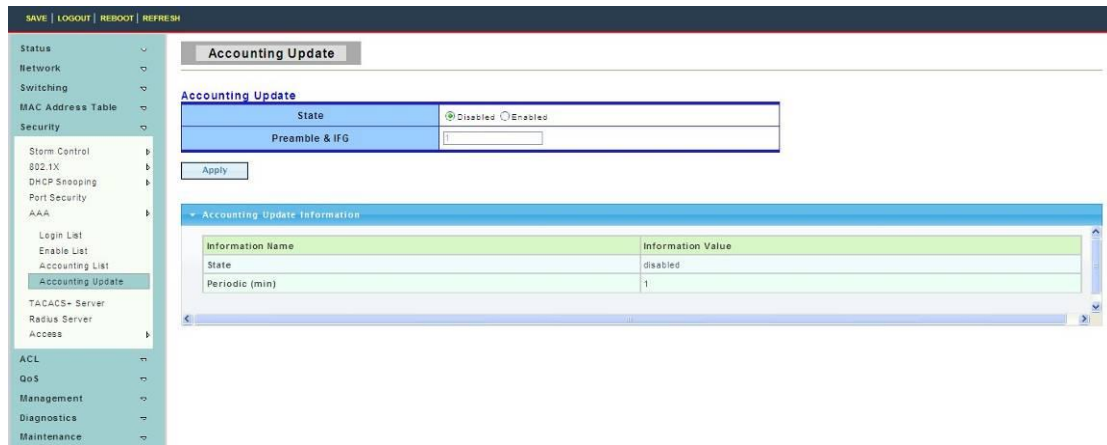 SAVE | LOGOUT | REBOOT | REFRESH
Status
Network
Switching
MAC Address Table
Security
Storm Control
802.1X
DHCP Snooping
Port Security
AAA
Login List
Enable List
Accounting List
Accounting Update
TACACS+ Server
Radius Server
Access
ACL
QoS
Management
Diagnostics
Maintenance
Accounting Update
Accounting Update
State Disabled Enabled
Preamble & IFG 1
Apply
Accounting Update Information
Information Name Information Value
State disabled
Periodic (min) 1